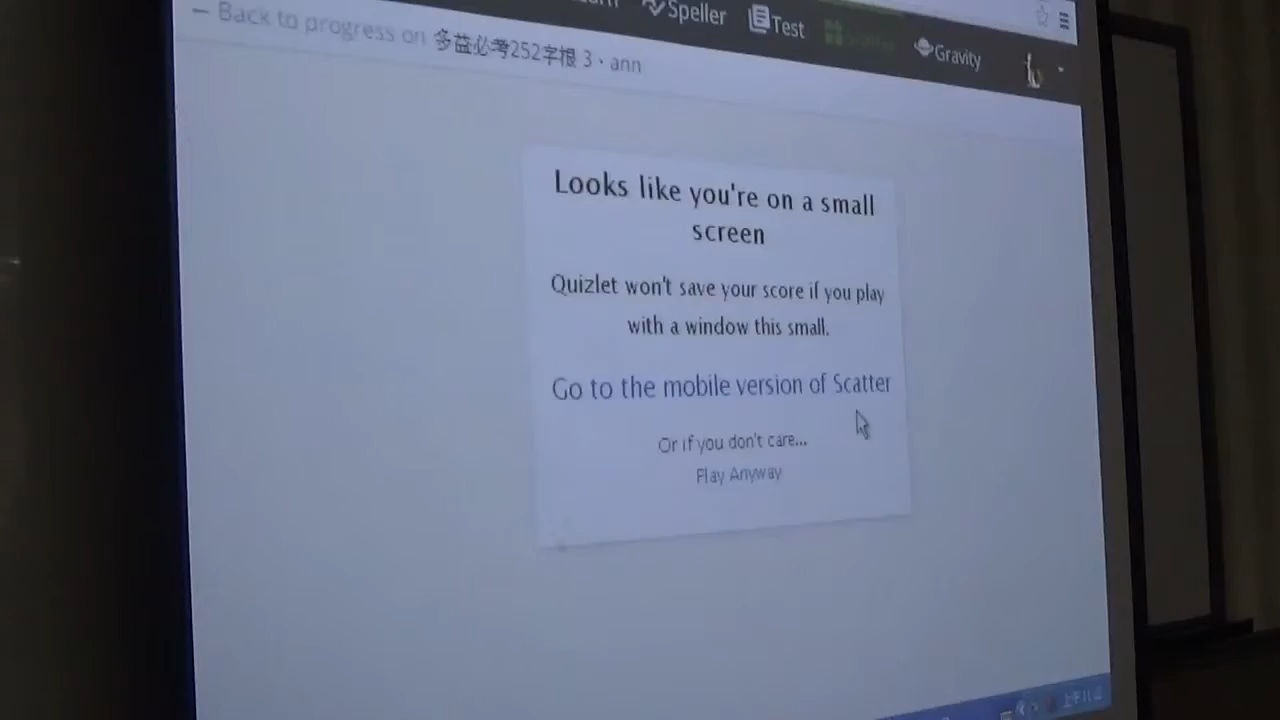 Speller
Test
Gravity
Back to progress on 多益必考252字根 3、ann
Looks like you're on a small
screen
Quizlet won't save your score if you play
with a window this small.
Go to the mobile version of Scatter
Or if you don't care...
Play Anyway